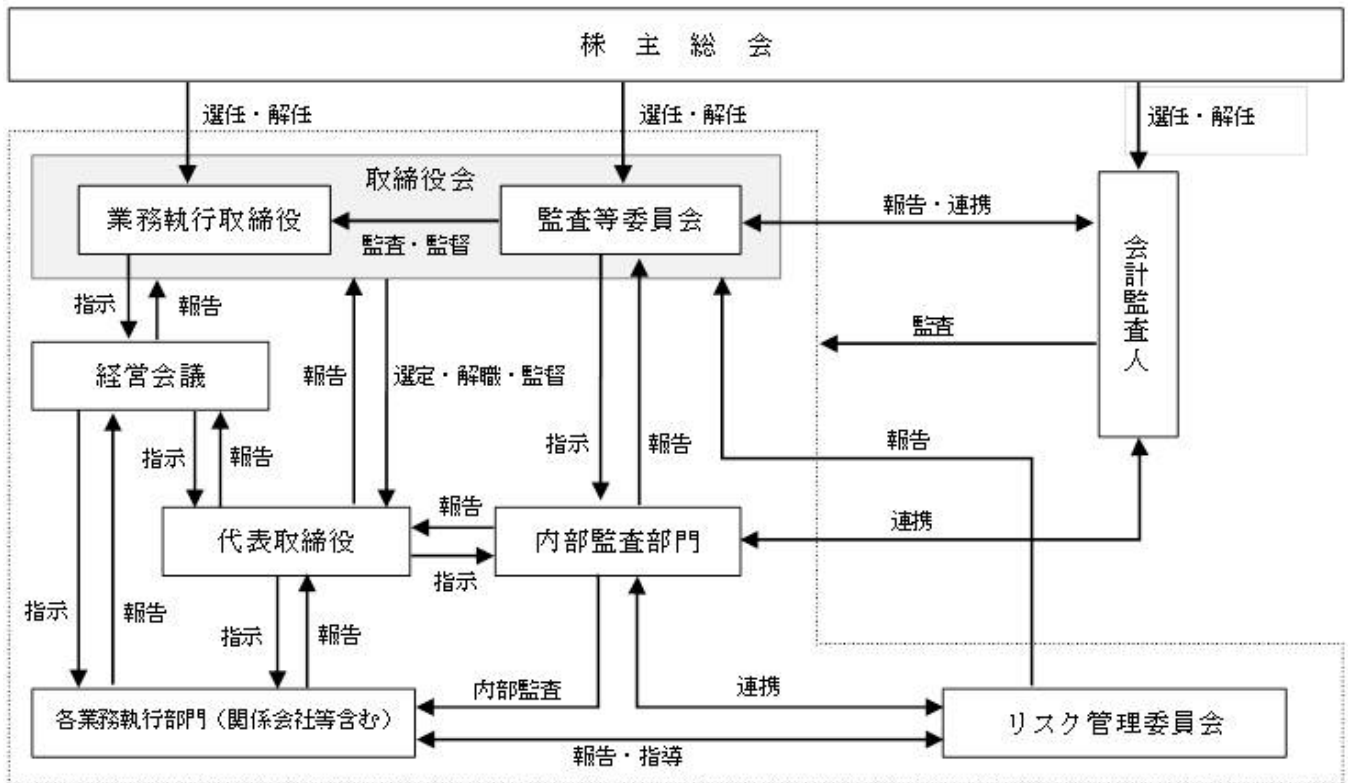 株主総会
選任・解任
選任・解任
選任・解任
取締役会
業務執行取締役
監査等委員会
監査・監督
報告・連携
会計監査人
指示
報告
監査
経営会議
報告
選定・解職・監督
指示
報告
報告
指示
報告
報告
連携
代表取締役
内部監査部門
指示
指示
報告
指示
報告
内部監査
連携
各業務執行部門（関係会社等含む）
リスク管理委員会
報告・指導